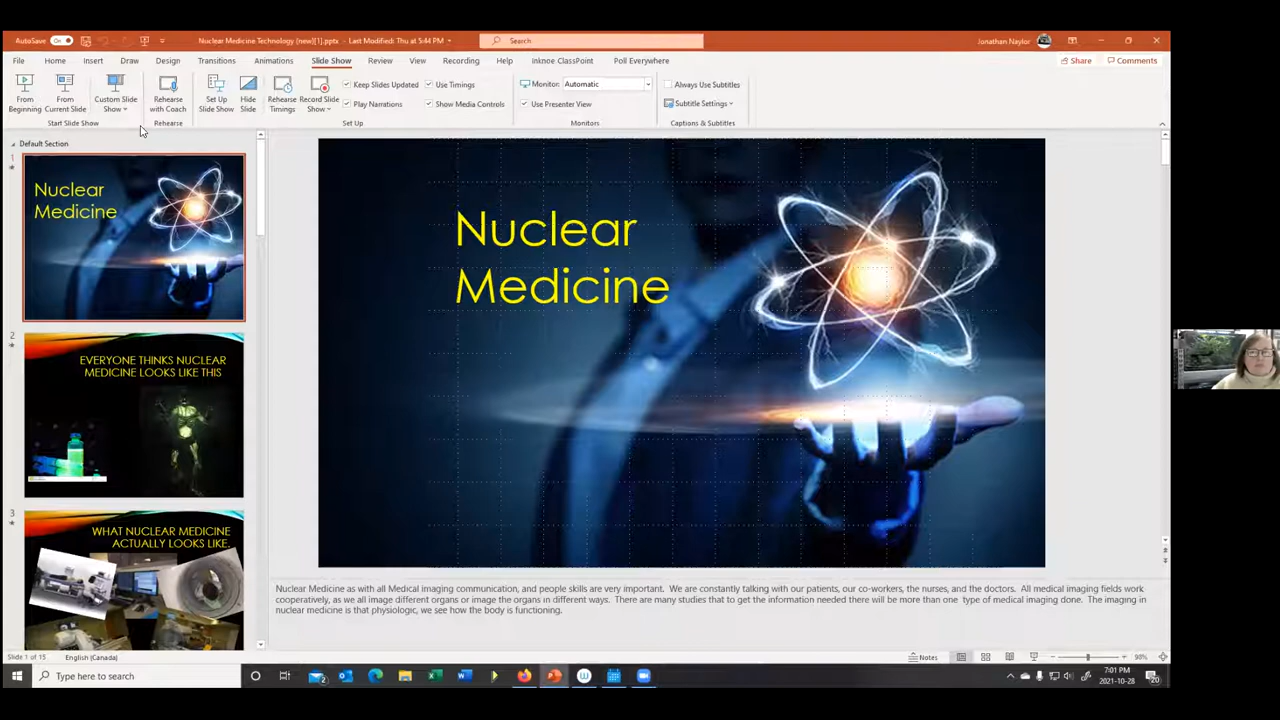 AutoSave On Nuclear Medicine Technology (new)[1].pptx - Last Modified: Thu at 5:44 PM Search Jonathan Naylor
File Home Insert Draw Design Transitions Animations Slide Show Review View Recording Help Inknoe ClassPoint Poll Everywhere Share Comments
From Beginning
From Current Slide
Custom Slide Show
Start Slide Show
Rehearse with Coach
Rehearse
Set Up Slide Show
Hide Slide
Rehearse Timings
Record Slide Show
Keep Slides Updated
Play Narrations
Use Timings
Show Media Controls
Set Up
Monitor: Automatic
Use Presenter View
Monitors
Always Use Subtitles
Subtitle Settings
Captions & Subtitles
Default Section
1
Nuclear
Medicine
2
EVERYONE THINKS NUCLEAR
MEDICINE LOOKS LIKE THIS
3
WHAT NUCLEAR MEDICINE
ACTUALLY LOOKS LIKE.
Nuclear
Medicine
Nuclear Medicine as with all Medical imaging communication, and people skills are very important. We are constantly talking with our patients, our co-workers, the nurses, and the doctors. All medical imaging fields work
cooperatively, as we all image different organs or image the organs in different ways. There are many studies that to get the information needed there will be more than one type of medical imaging done. The imaging in
nuclear medicine is that physiologic, we see how the body is functioning.
Slide 1 of 15 English (Canada) Notes 98%
Type here to search
7:01 PM
2021-10-28
20